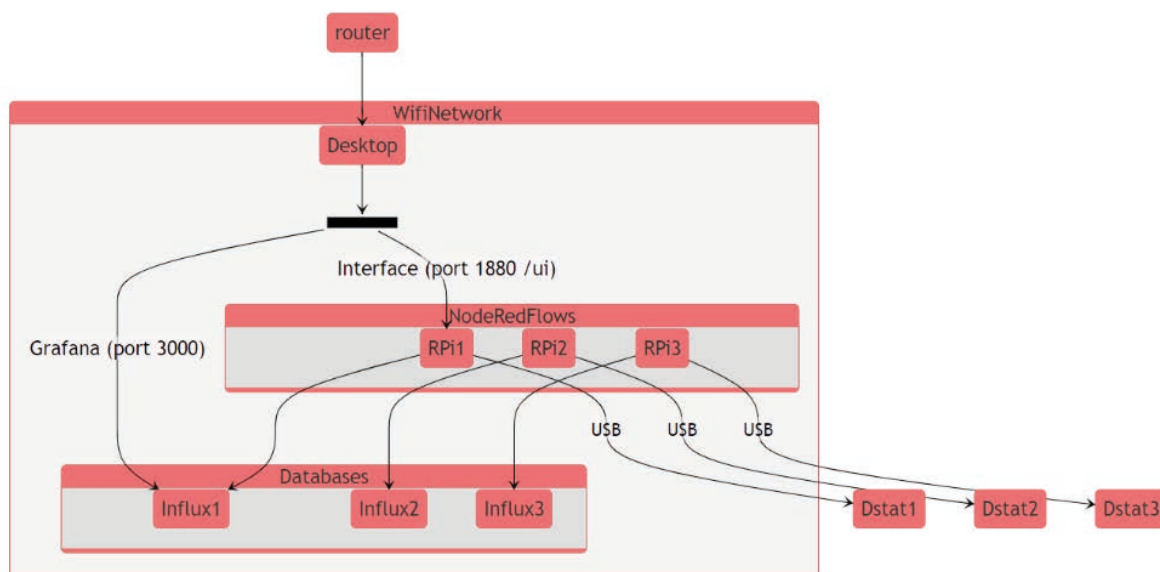 router
WifiNetwork
Desktop
Interface (port 1880 /ui)
NodeRedFlows
Grafana (port 3000)
RPi1
RPi2
RPi3
USB
USB
USB
Databases
Influx1
Influx2
Influx3
Dstat1
Dstat2
Dstat3